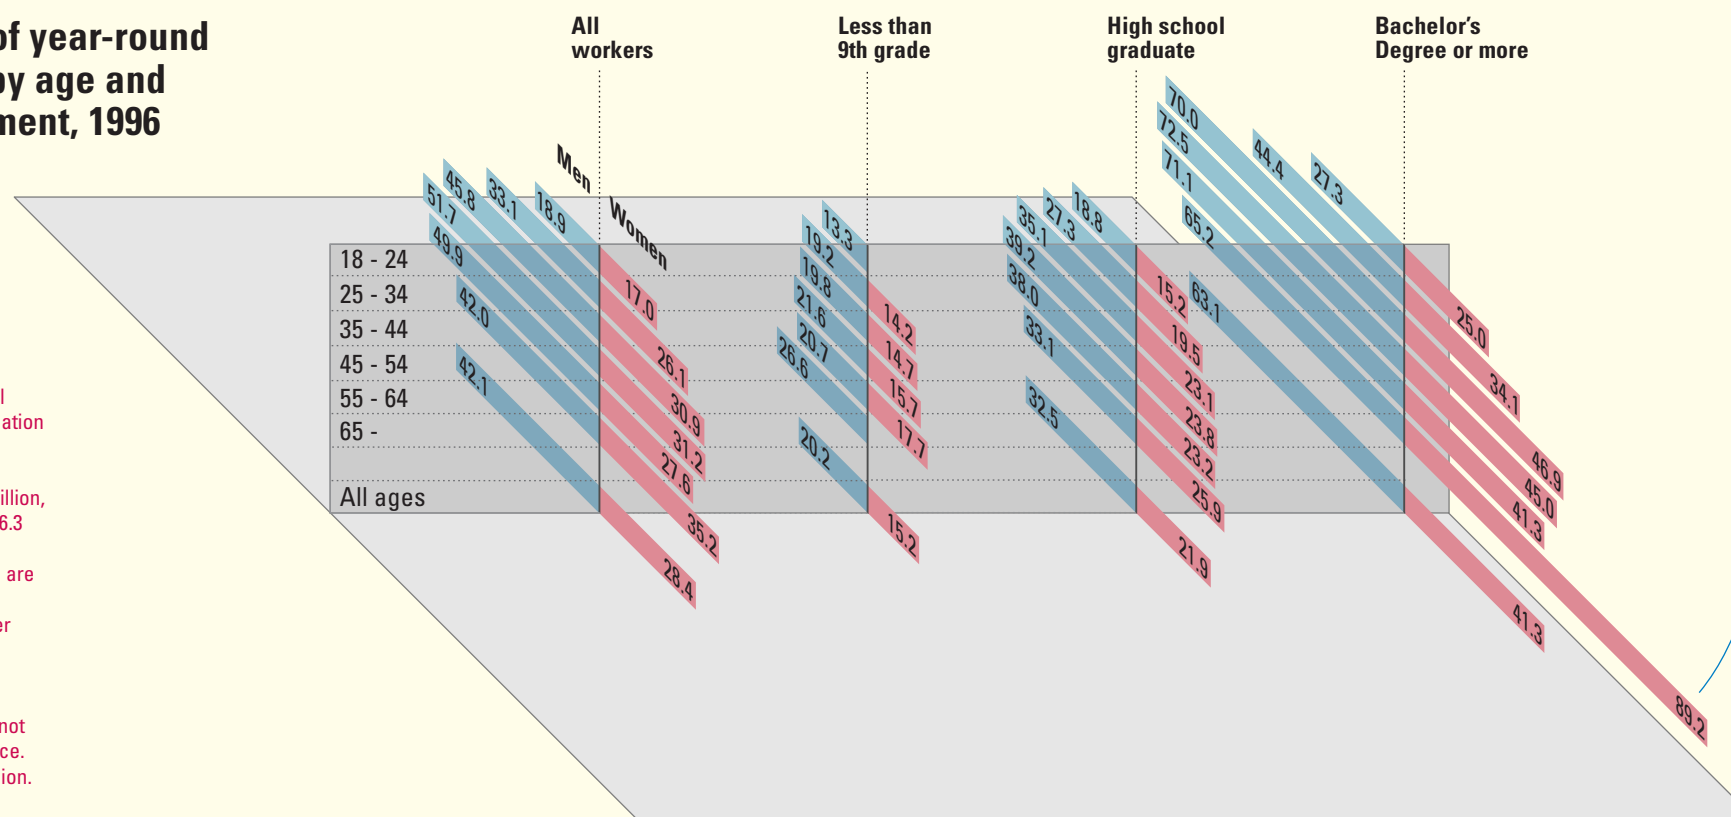 of year-round
by age and
ment, 1996
All
workers
Less than
9th grade
High school
graduate
Bachelor's
Degree or more
Men
Women
18 - 24
25 - 34
35 - 44
45 - 54
55 - 64
65 -
All ages
18.9
33.1
45.8
51.7
49.9
42.0
42.1
17.0
26.1
30.9
31.2
27.6
35.2
28.4
13.3
19.2
19.8
21.6
20.7
26.6
20.2
14.2
14.7
15.7
17.7
15.2
18.8
27.3
35.1
39.2
38.0
33.1
32.5
15.2
19.5
23.1
23.8
23.2
25.9
21.9
27.3
44.4
70.0
72.5
71.1
65.2
63.1
25.0
34.1
46.9
45.0
41.3
89.2
41.3
l
ation
illion,
6.3
are
er
not
ce.
ion.